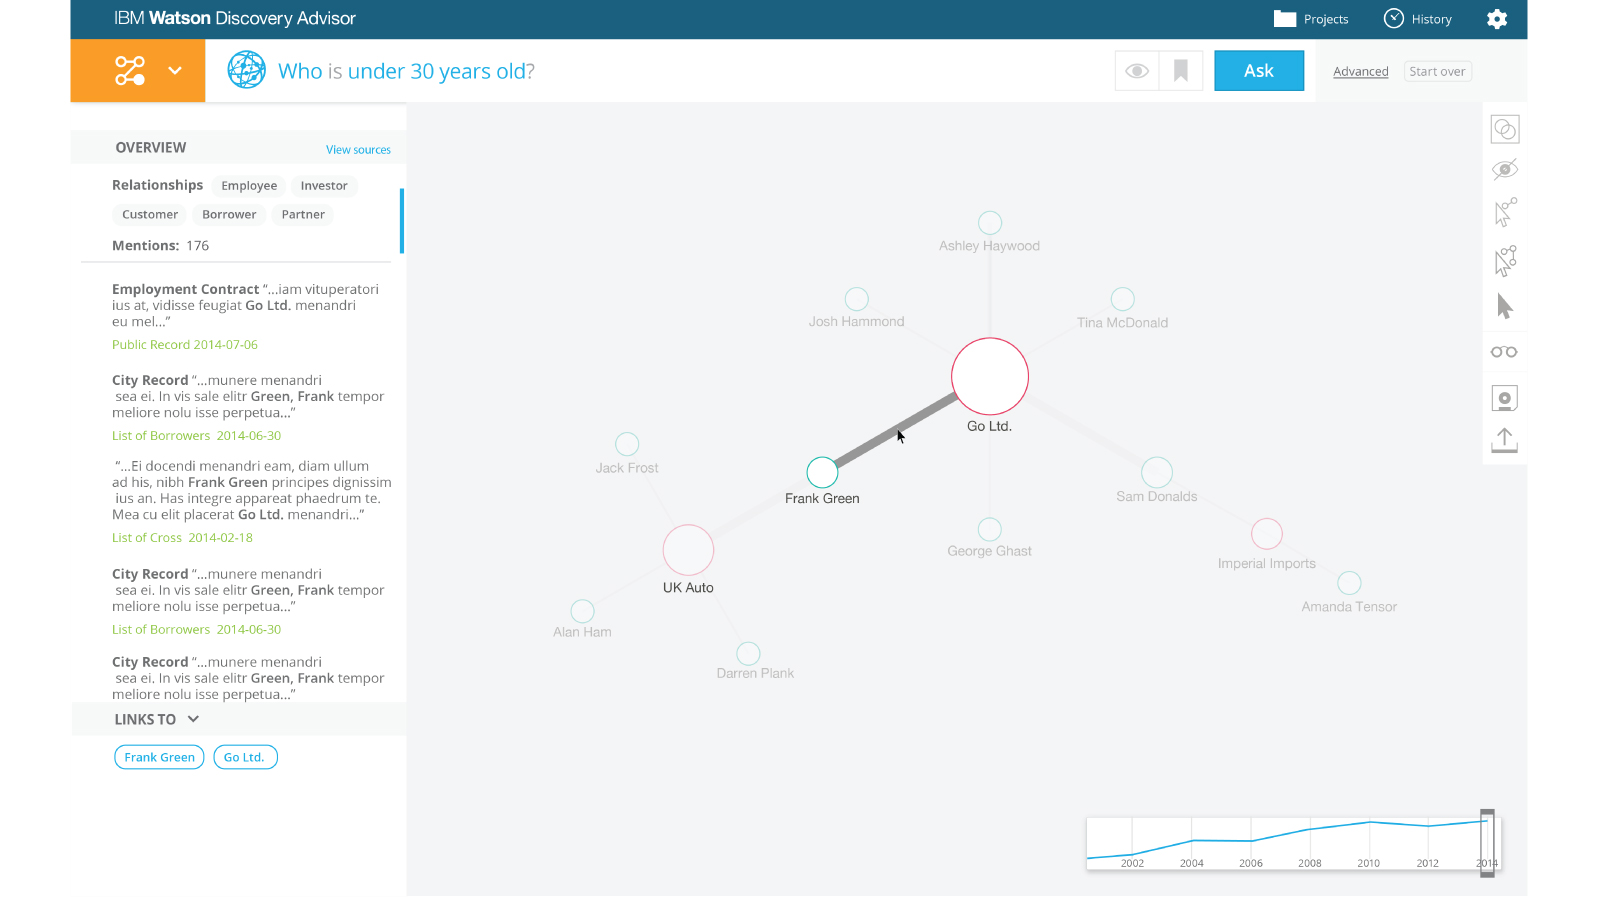 IBM Watson Discovery Advisor
Projects
History
Who is under 30 years old?
Ask
Advanced
Start over
OVERVIEW
View sources
Relationships Employee Investor
Customer Borrower Partner
Mentions: 176
Employment Contract “...iam vituperatori
ius at, vidisse feugiat Go Ltd. menandri
eu mel...”
Public Record 2014-07-06
City Record “...munere menandri
sea ei. In vis sale elitr Green, Frank tempor
meliore nolu isse perpetua...”
List of Borrowers 2014-06-30
“...Ei docendi menandri eam, diam ullum
ad his, nibh Frank Green principes dignissim
ius an. Has integre appareat phaedrum te.
Mea cu elit placerat Go Ltd. menandri...”
List of Cross 2014-02-18
City Record “...munere menandri
sea ei. In vis sale elitr Green, Frank tempor
meliore nolu isse perpetua...”
List of Borrowers 2014-06-30
City Record “...munere menandri
sea ei. In vis sale elitr Green, Frank tempor
meliore nolu isse perpetua...”
LINKS TO
Frank Green Go Ltd.
Ashley Haywood
Josh Hammond
Tina McDonald
Go Ltd.
Jack Frost
Frank Green
Sam Donalds
George Ghast
Imperial Imports
UK Auto
Amanda Tensor
Alan Ham
Darren Plank
2002 2004 2006 2008 2010 2012 2014